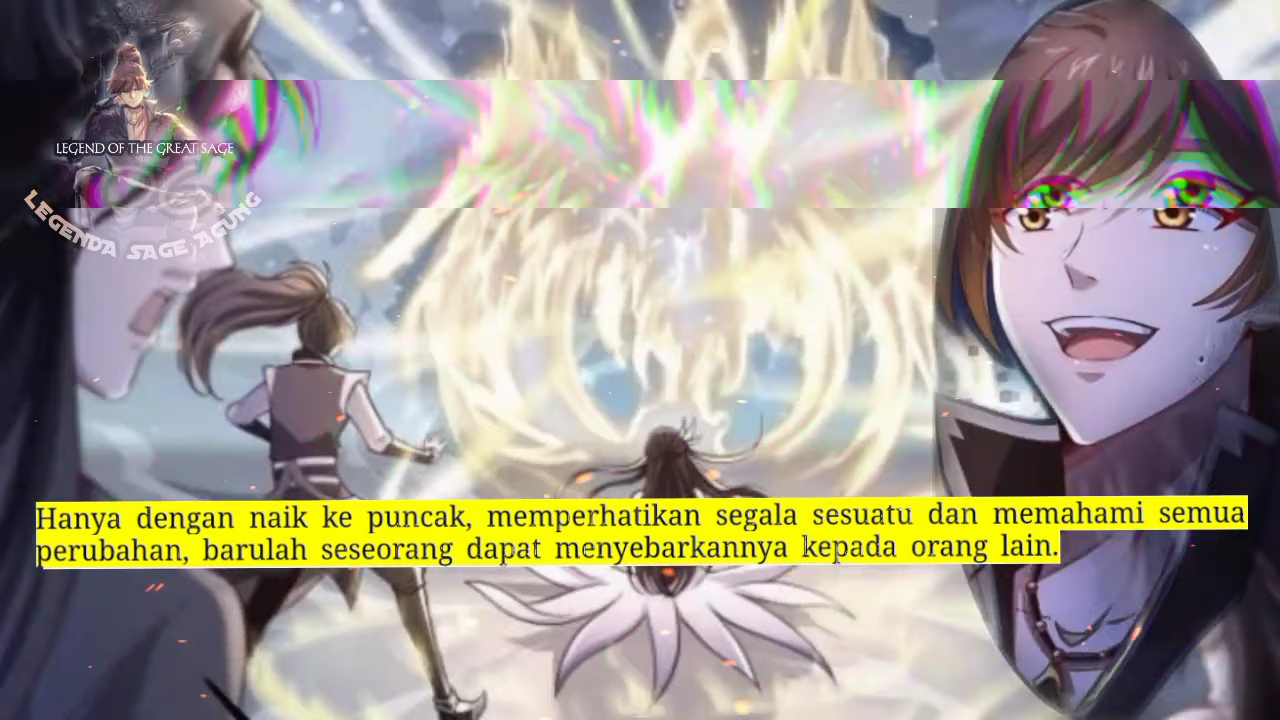 LEGEND OF THE GREAT SAGE
LEGENDA SAGE AGUNG
Hanya dengan naik ke puncak, memperhatikan segala sesuatu dan memahami semua
perubahan, barulah seseorang dapat menyebarkannya kepada orang lain.